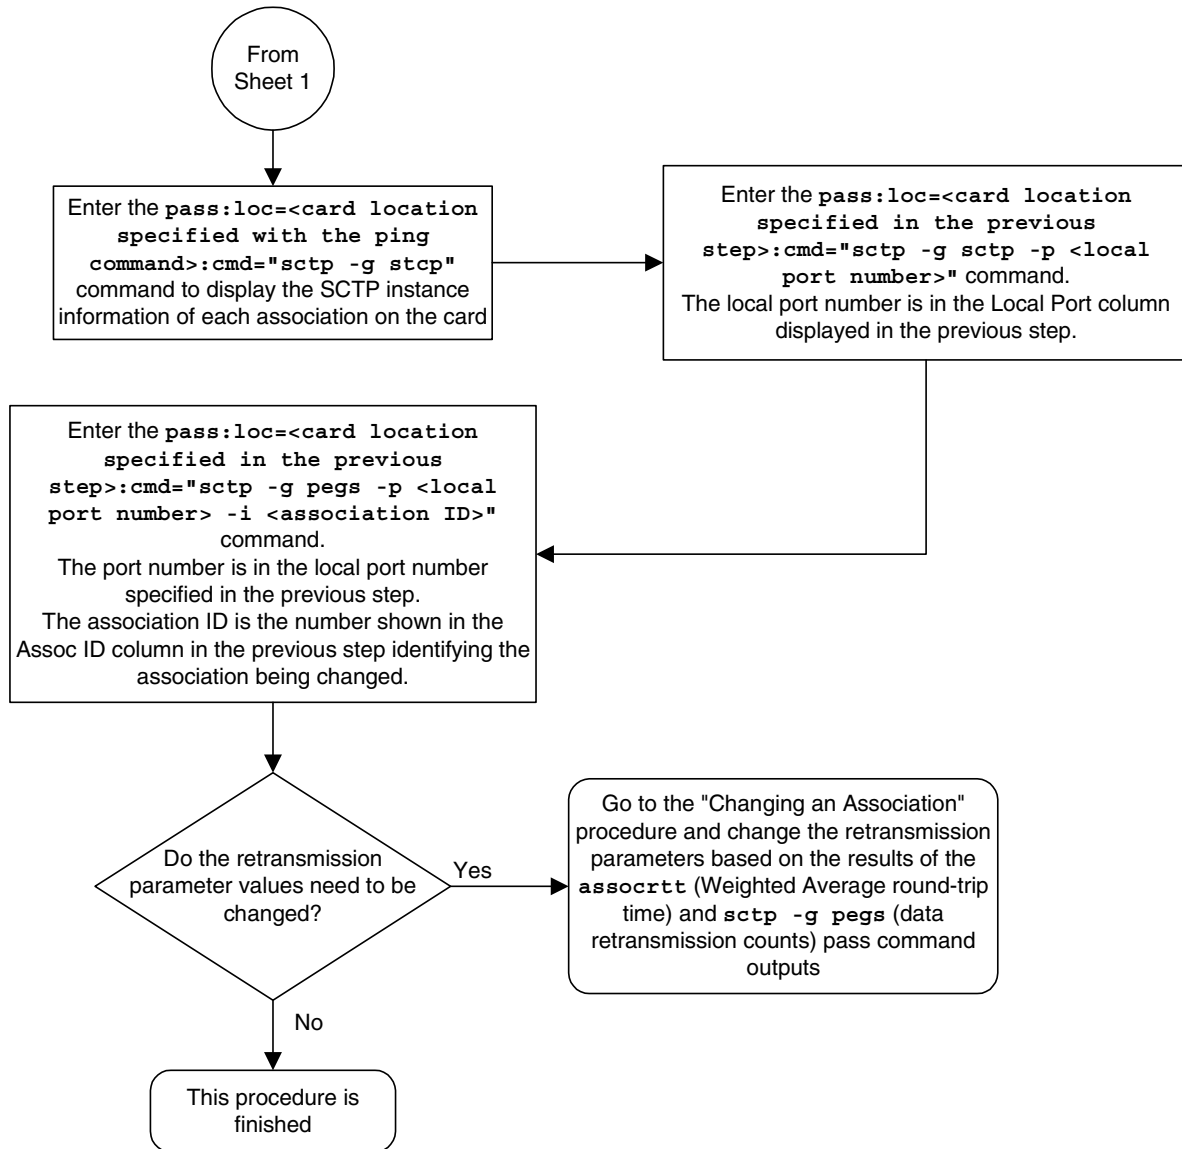 From
Sheet 1
Enter the pass:loc=<card location
specified with the ping
command>:cmd="sctp -g stcp"
command to display the SCTP instance
information of each association on the card
Enter the pass:loc=<card location
specified in the previous
step>:cmd="sctp -g sctp -p <local
port number>" command.
The local port number is in the Local Port column
displayed in the previous step.
Enter the pass:loc=<card location
specified in the previous
step>:cmd="sctp -g pegs -p <local
port number> -i <association ID>"
command.
The port number is in the local port number
specified in the previous step.
The association ID is the number shown in the
Assoc ID column in the previous step identifying the
association being changed.
Do the retransmission
parameter values need to be
changed?
Yes
Go to the "Changing an Association"
procedure and change the retransmission
parameters based on the results of the
assocrtt (Weighted Average round-trip
time) and sctp -g pegs (data
retransmission counts) pass command
outputs
No
This procedure is
finished